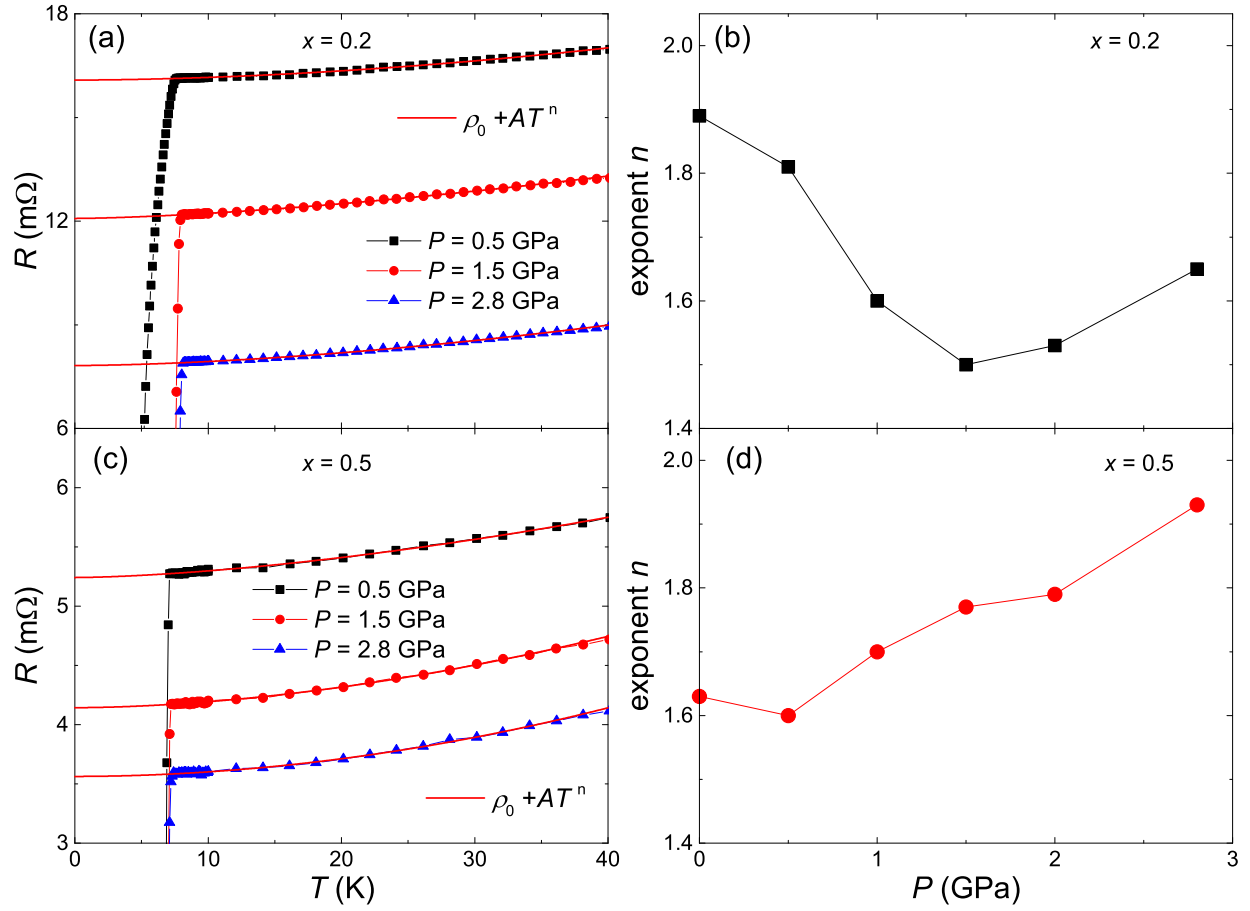 (a)
x = 0.2
18
12
6
R (mΩ)
ρ0 +AT n
P = 0.5 GPa
P = 1.5 GPa
P = 2.8 GPa
(b)
x = 0.2
2.0
1.8
1.6
1.4
exponent n
(c)
x = 0.5
6
5
4
3
R (mΩ)
P = 0.5 GPa
P = 1.5 GPa
P = 2.8 GPa
ρ0 +AT n
0 10 20 30 40
T (K)
(d)
x = 0.5
2.0
1.8
1.6
1.4
exponent n
0 1 2 3
P (GPa)